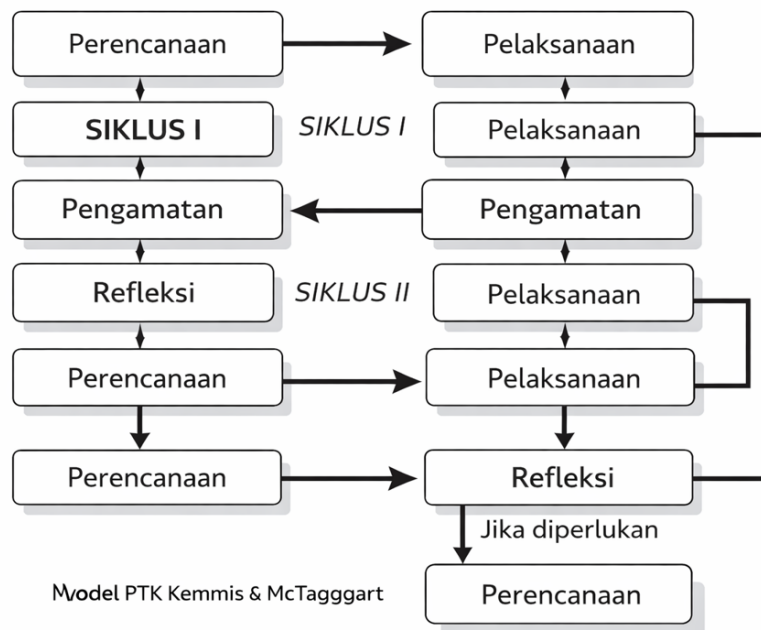 Perencanaan
Pelaksanaan
SIKLUS I
SIKLUS I
Pelaksanaan
Pengamatan
Pengamatan
Refleksi
SIKLUS II
Pelaksanaan
Perencanaan
Pelaksanaan
Perencanaan
Refleksi
Jika diperlukan
Perencanaan
Model PTK Kemmis & McTagggart